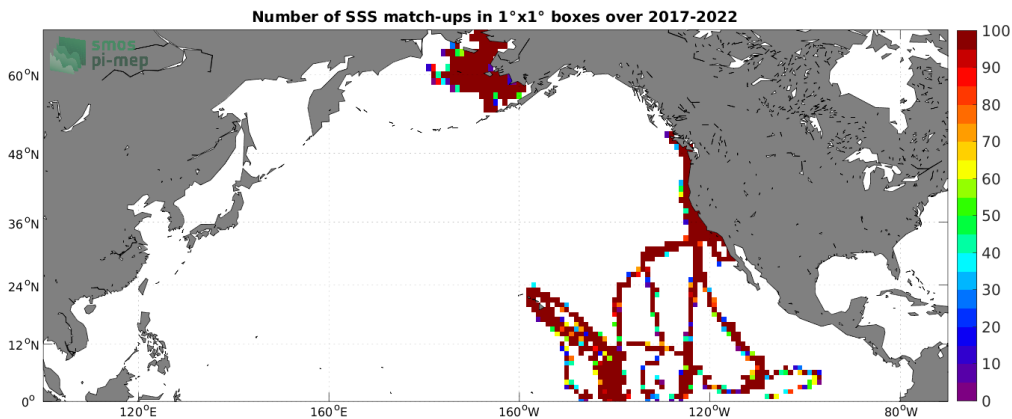 Number of SSS match-ups in 1°x1° boxes over 2017-2022
smos
pi-mep
60°N
48°N
36°N
24°N
12°N
0°
120°E
160°E
160°W
120°W
80°W
100
90
80
70
60
50
40
30
20
10
0